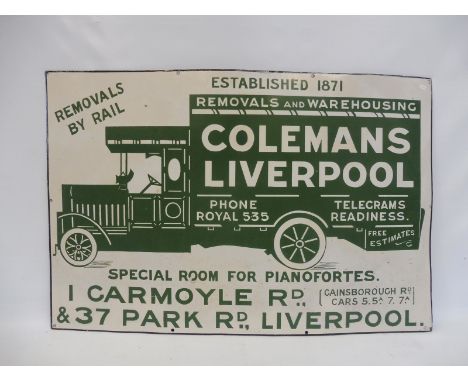 ESTABLISHED 1871
REMOVALS
BY RAIL
REMOVALS AND WAREHOUSING
COLEMANS
LIVERPOOL
PHONE
ROYAL 535
TELEGRAMS
READINESS.
FREE
ESTIMATES
SPECIAL ROOM FOR PIANOFORTES.
1 CARMOYLE RD.,
GAINSBOROUGH RD
CARS 5.5A 7.7A
& 37 PARK RD., LIVERPOOL.